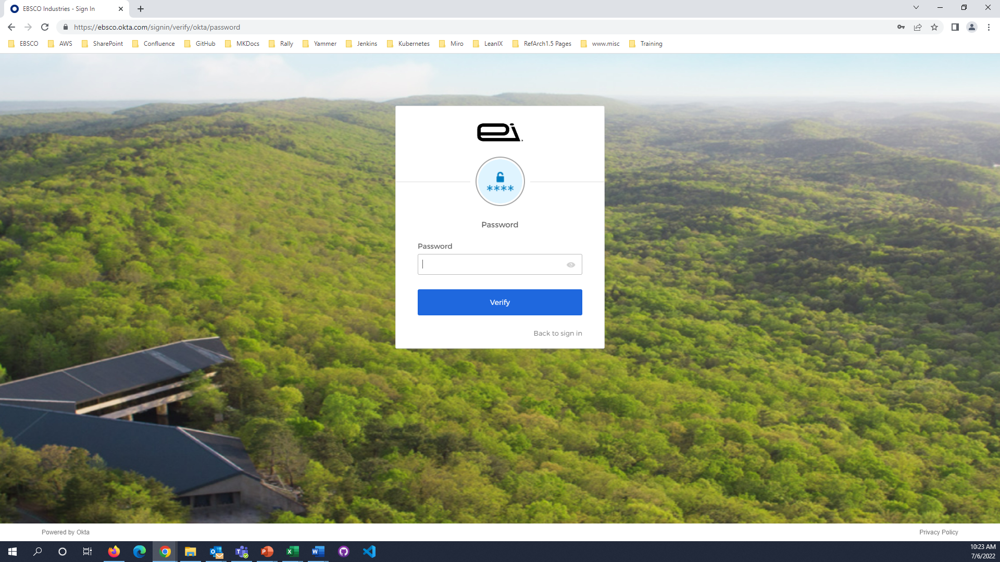 EBSCO Industries - Sign In
https://ebsco.okta.com/signin/verify/okta/password
EBSCO AWS SharePoint Confluence GitHub MKDocs Rally Yammer Jenkins Kubernetes Miro LeanIX RefArch1.5 Pages www.misc Training
ei
****
Password
Password
Verify
Back to sign in
Powered by Okta Privacy Policy
10:23 AM
7/6/2022